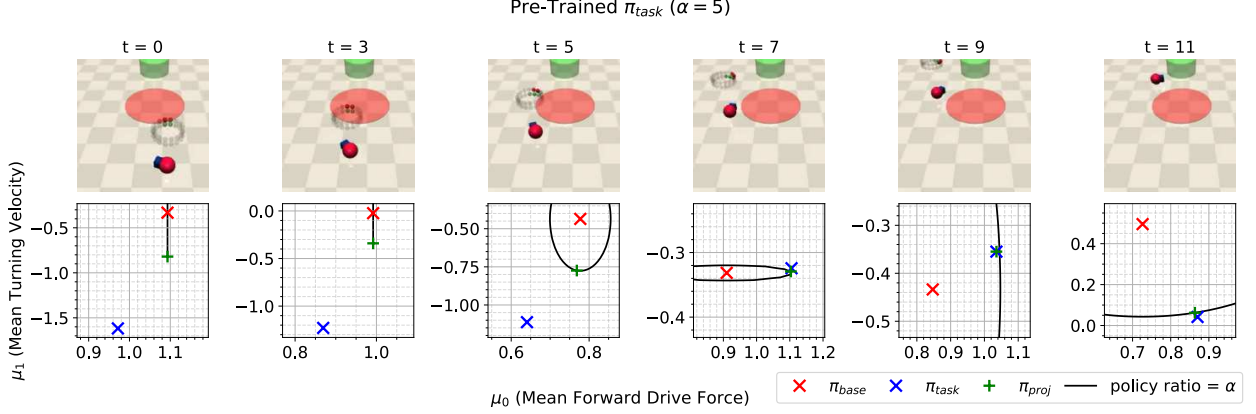 Pre-Trained π_task (α = 5)
t = 0
t = 3
t = 5
t = 7
t = 9
t = 11
μ₁ (Mean Turning Velocity)
−0.5
−1.0
−1.5
0.9 1.0 1.1
0.0
−0.5
−1.0
0.8 1.0
−0.50
−0.75
−1.00
0.6 0.8
−0.3
−0.4
0.9 1.0 1.1 1.2
−0.3
−0.4
−0.5
0.8 0.9 1.0 1.1
0.4
0.2
0.0
0.7 0.8 0.9
μ₀ (Mean Forward Drive Force)
π_base π_task π_proj policy ratio = α